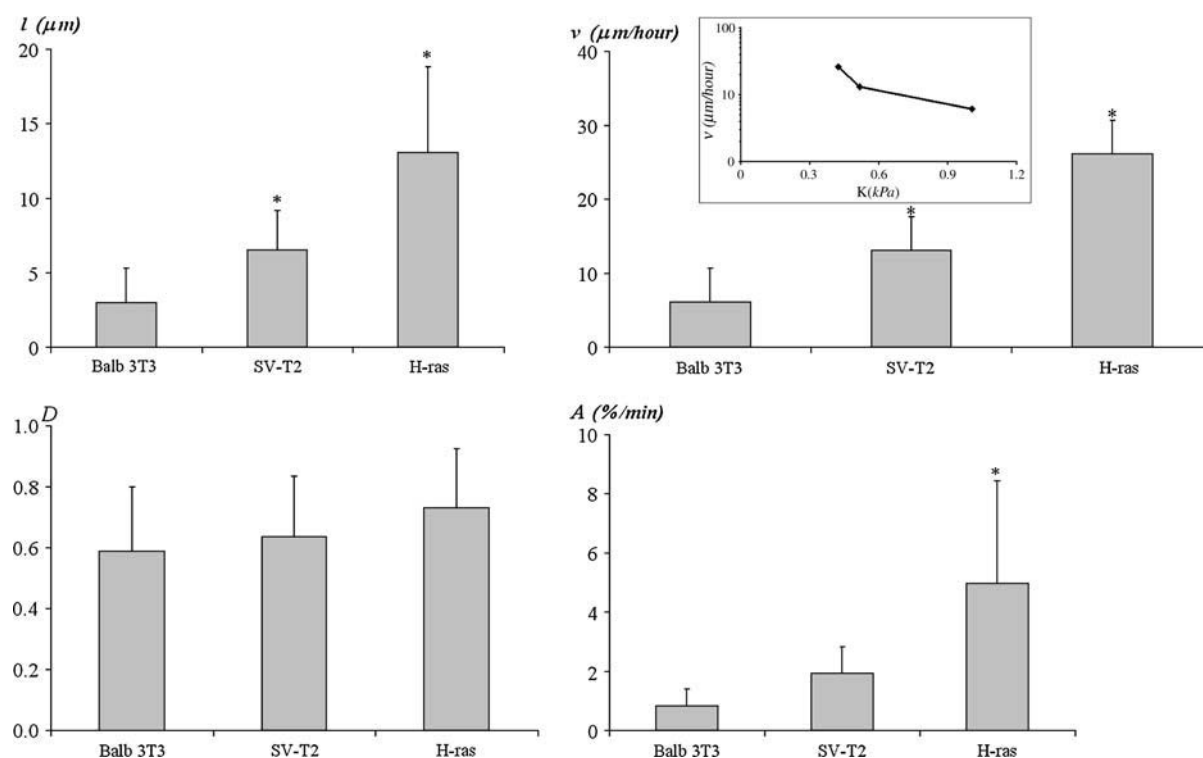 l (μm)
20
15
10
5
0
*
*
Balb 3T3 SV-T2 H-ras
v (μm/hour)
40
30
20
10
0
*
*
Balb 3T3 SV-T2 H-ras
v (μm/hour)
100
10
0
0 0.3 0.6 0.9 1.2
K(kPa)
D
1.0
0.8
0.6
0.4
0.2
0.0
Balb 3T3 SV-T2 H-ras
A (%/min)
10
8
6
4
2
0
*
Balb 3T3 SV-T2 H-ras